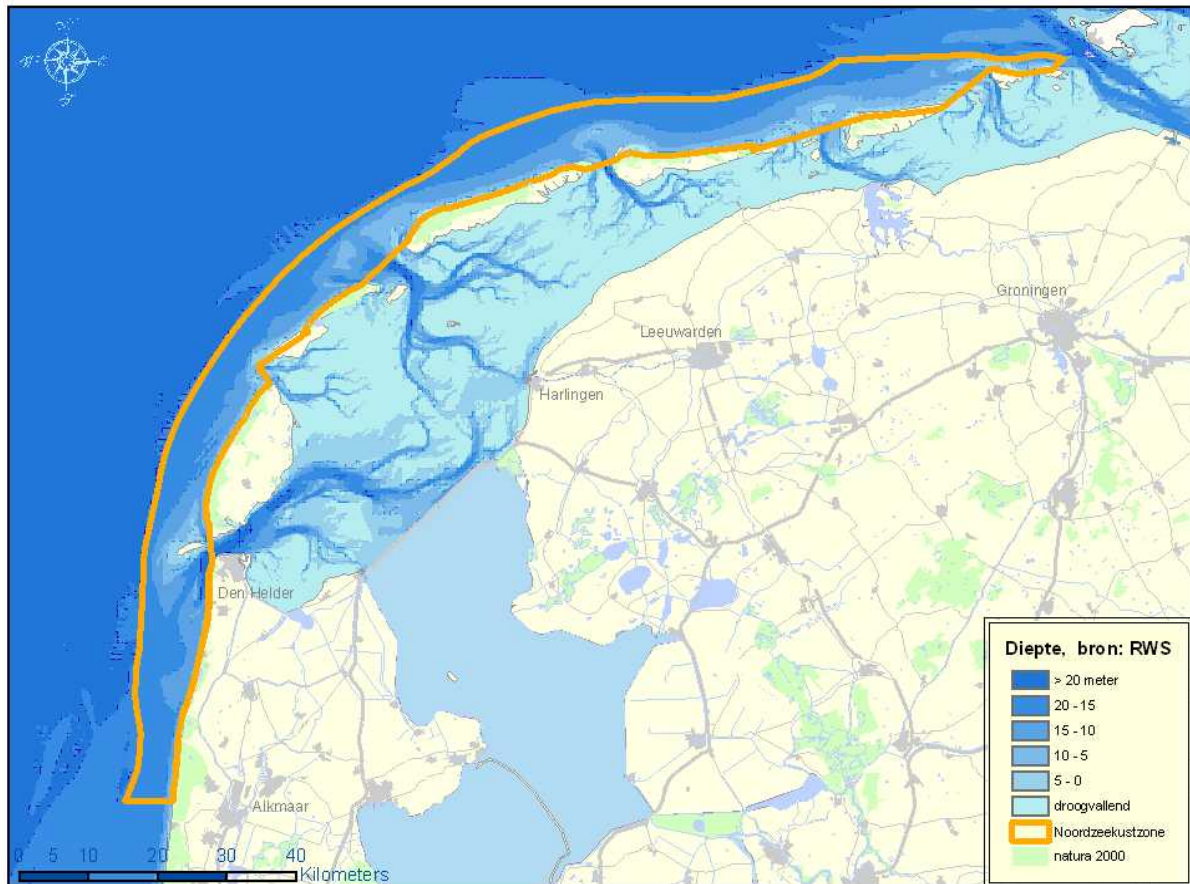 Groningen
Leeuwarden
Harlingen
Den Helder
Alkmaar
0 5 10 20 30 40
Kilometers
Diepte, bron: RWS
> 20 meter
20 - 15
15 - 10
10 - 5
5 - 0
droogvallend
Noordzeekustzone
natura 2000